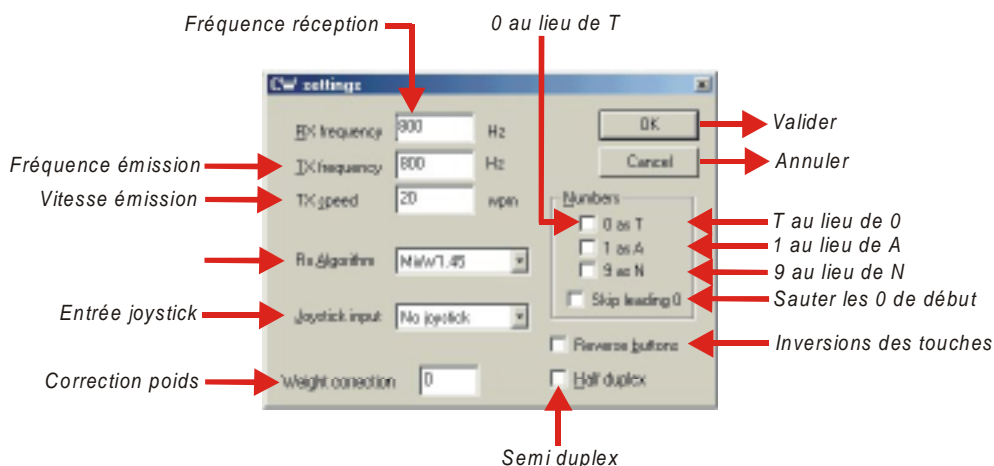 Fréquence réception
0 au lieu de T
CW settings
RX frequency 800 Hz
OK
Valider
Fréquence émission
TX frequency 800 Hz
Cancel
Annuler
Vitesse émission
TX speed 20 wpm
Numbers
0 as T
T au lieu de 0
1 as A
1 au lieu de A
Rx Algorithm MixW1.45
9 as N
9 au lieu de N
Skip leading 0
Sauter les 0 de début
Entrée joystick
Joystick input No joystick
Reverse buttons
Inversions des touches
Correction poids
Weight correction 0
Half duplex
Semi duplex